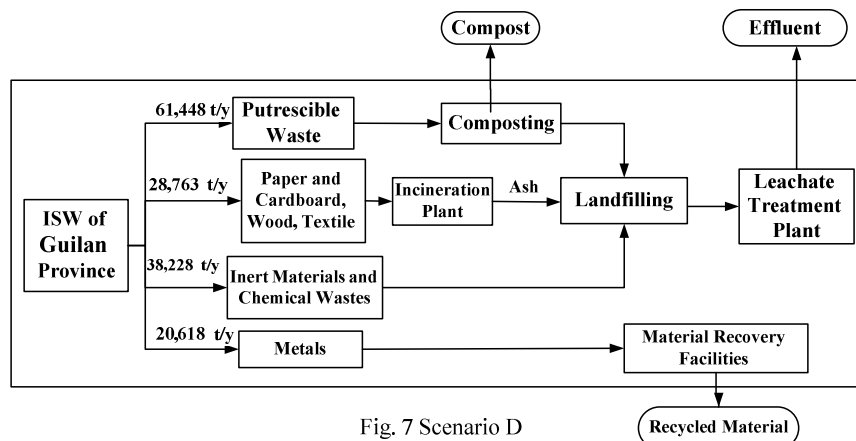 Compost
Effluent
61,448 t/y
Putrescible
Waste
Composting
28,763 t/y
Paper and
Cardboard,
Wood, Textile
Incineration
Plant
Ash
Landfilling
Leachate
Treatment
Plant
ISW of
Guilan
Province
38,228 t/y
Inert Materials and
Chemical Wastes
20,618 t/y
Metals
Material Recovery
Facilities
Fig. 7 Scenario D
Recycled Material